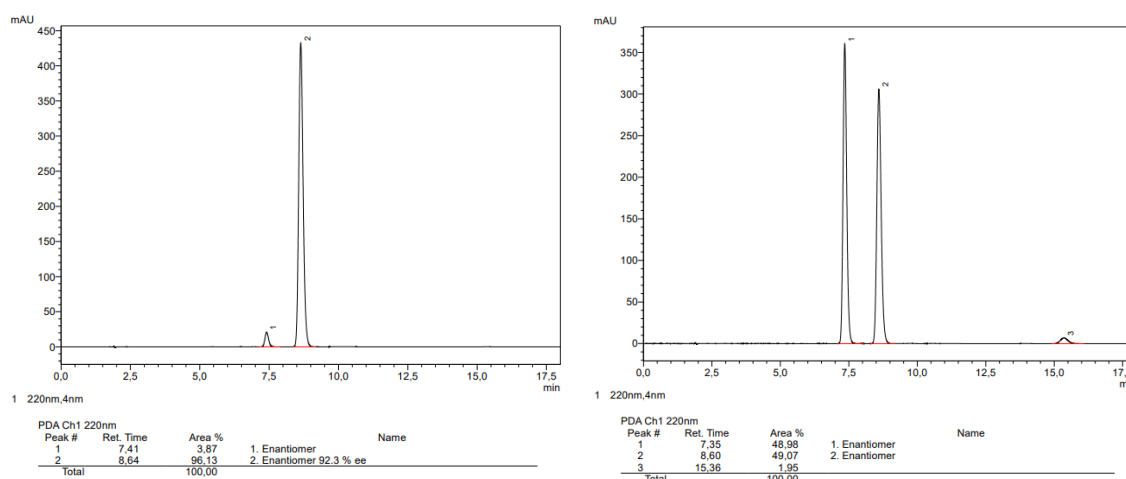 mAU
450
400
350
300
250
200
150
100
50
0
1
2
0,0 2,5 5,0 7,5 10,0 12,5 15,0 17,5
min
1 220nm,4nm
PDA Ch1 220nm
Peak # Ret. Time Area % Name
1 7,41 3,87 1. Enantiomer
2 8,64 96,13 2. Enantiomer 92.3 % ee
Total 100,00
mAU
350
300
250
200
150
100
50
0
1
2
3
0,0 2,5 5,0 7,5 10,0 12,5 15,0 17,5
1 220nm,4nm
PDA Ch1 220nm
Peak # Ret. Time Area % Name
1 7,35 48,98 1. Enantiomer
2 8,60 49,07 2. Enantiomer
3 15,36 1,95
Total 100,00